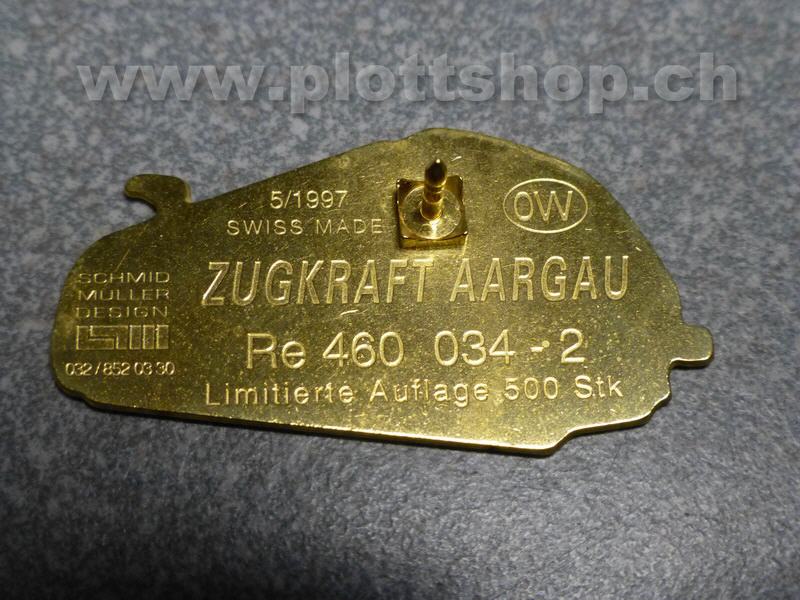 www.plottshop.ch
5/1997
SWISS MADE
OW
SCHMID
MÜLLER
DESIGN
032/852 03 30
ZUGKRAFT AARGAU
Re 460 034-2
Limitierte Auflage 500 Stk